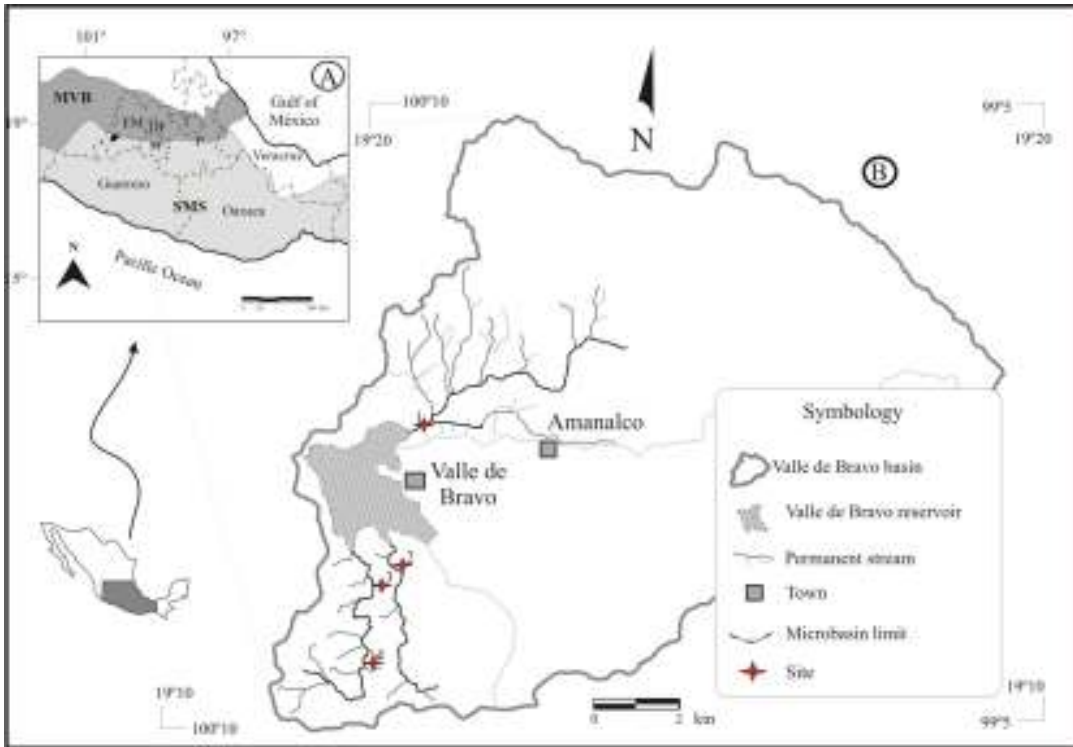 101°
97°
A
MVB
Gulf of
México
Veracruz
Guerrero
SMS
Oaxaca
N
Pacific Ocean
100°10
19°20
N
99°5
19°20
B
Amanalco
Valle de
Bravo
Symbology
Valle de Bravo basin
Valle de Bravo reservoir
Permanent stream
Town
Microbasin limit
Site
19°10
100°10
0 2 km
19°10
99°5